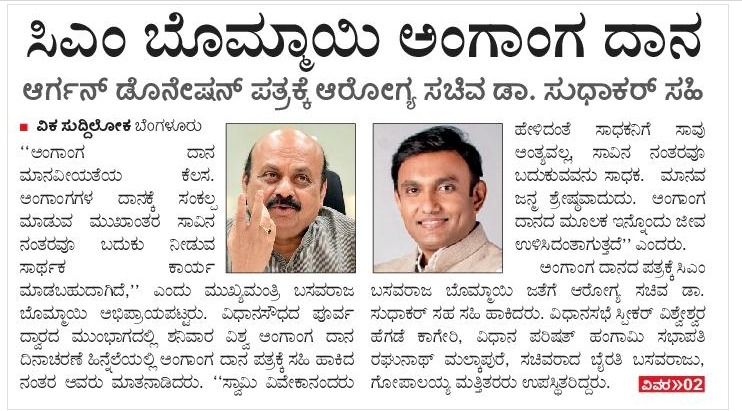 ಸಿಎಂ ಬೊಮ್ಮಾಯಿ ಅಂಗಾಂಗ ದಾನ
ಆರ್ಗನ್ ಡೊನೇಷನ್ ಪತ್ರಕ್ಕೆ ಆರೋಗ್ಯ ಸಚಿವ ಡಾ. ಸುಧಾಕರ್ ಸಹಿ
■ ವಿಕ ಸುದ್ದಿಲೋಕ ಬೆಂಗಳೂರು
‘‘ಅಂಗಾಂಗ ದಾನ
ಮಾನವೀಯತೆಯ ಕೆಲಸ.
ಅಂಗಾಂಗಗಳ ದಾನಕ್ಕೆ ಸಂಕಲ್ಪ
ಮಾಡುವ ಮುಖಾಂತರ ಸಾವಿನ
ನಂತರವೂ ಬದುಕು ನೀಡುವ
ಸಾರ್ಥಕ ಕಾರ್ಯ
ಮಾಡಬಹುದಾಗಿದೆ,’’ ಎಂದು ಮುಖ್ಯಮಂತ್ರಿ ಬಸವರಾಜ
ಬೊಮ್ಮಾಯಿ ಅಭಿಪ್ರಾಯಪಟ್ಟರು. ವಿಧಾನಸೌಧದ ಪೂರ್ವ
ದ್ವಾರದ ಮುಂಭಾಗದಲ್ಲಿ ಶನಿವಾರ ವಿಶ್ವ ಅಂಗಾಂಗ ದಾನ
ದಿನಾಚರಣೆ ಹಿನ್ನೆಲೆಯಲ್ಲಿ ಅಂಗಾಂಗ ದಾನ ಪತ್ರಕ್ಕೆ ಸಹಿ ಹಾಕಿದ
ನಂತರ ಅವರು ಮಾತನಾಡಿದರು. ‘‘ಸ್ವಾಮಿ ವಿವೇಕಾನಂದರು
ಹೇಳಿದಂತೆ ಸಾಧಕನಿಗೆ ಸಾವು
ಅಂತ್ಯವಲ್ಲ, ಸಾವಿನ ನಂತರವೂ
ಬದುಕುವವನು ಸಾಧಕ. ಮಾನವ
ಜನ್ಮ ಶ್ರೇಷ್ಠವಾದುದು. ಅಂಗಾಂಗ
ದಾನದ ಮೂಲಕ ಇನ್ನೊಂದು ಜೀವ
ಉಳಿಸಿದಂತಾಗುತ್ತದೆ’’ ಎಂದರು.
ಅಂಗಾಂಗ ದಾನದ ಪತ್ರಕ್ಕೆ ಸಿಎಂ
ಬಸವರಾಜ ಬೊಮ್ಮಾಯಿ ಜತೆಗೆ ಆರೋಗ್ಯ ಸಚಿವ ಡಾ.
ಸುಧಾಕರ್ ಸಹ ಸಹಿ ಹಾಕಿದರು. ವಿಧಾನಸಭೆ ಸ್ಪೀಕರ್ ವಿಶ್ವೇಶ್ವರ
ಹೆಗಡೆ ಕಾಗೇರಿ, ವಿಧಾನ ಪರಿಷತ್ ಹಂಗಾಮಿ ಸಭಾಪತಿ
ರಘುನಾಥ್ ಮಲ್ಕಾಪುರೆ, ಸಚಿವರಾದ ಬೈರತಿ ಬಸವರಾಜು,
ಗೋಪಾಲಯ್ಯ ಮತ್ತಿತರರು ಉಪಸ್ಥಿತರಿದ್ದರು. ವಿವರ»02